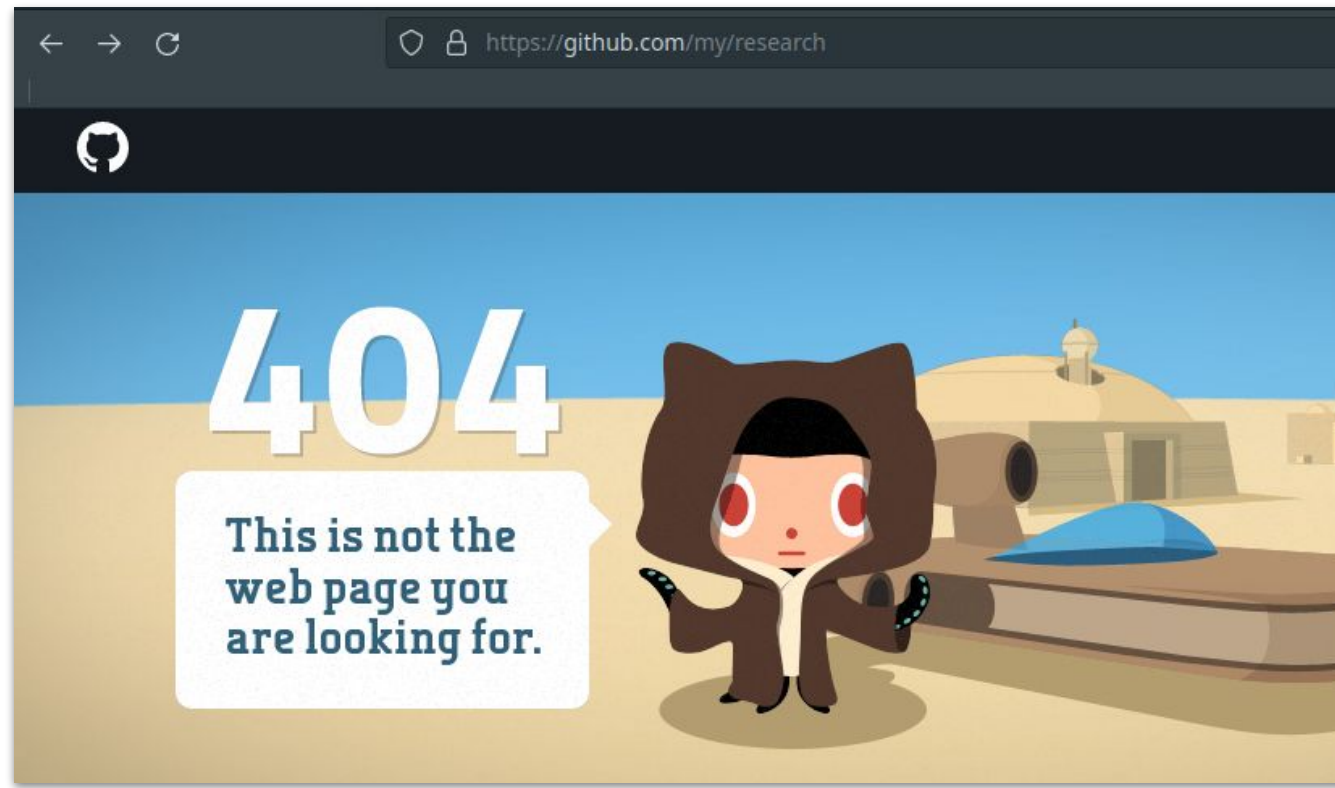 https://github.com/my/research
404
This is not the
web page you
are looking for.